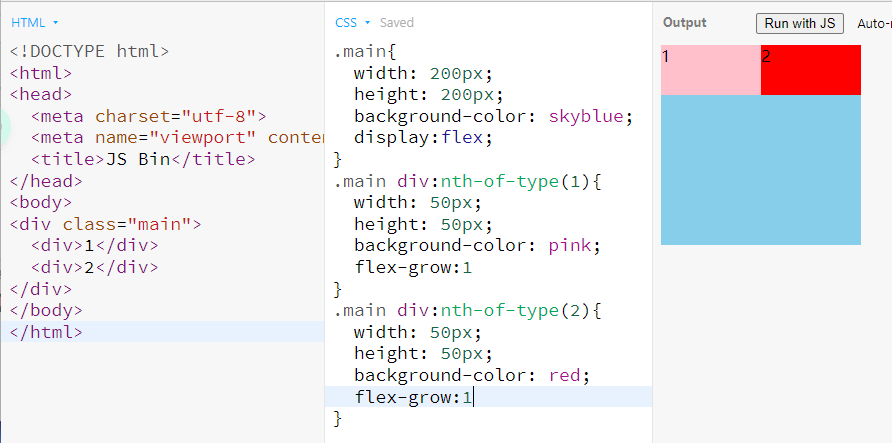 HTML
<!DOCTYPE html>
<html>
<head>
  <meta charset="utf-8">
  <meta name="viewport"
  <title>JS Bin</title>
</head>
<body>
<div class="main">
  <div>1</div>
  <div>2</div>
</div>
</body>
</html>
CSS Saved
.main{
  width: 200px;
  height: 200px;
  background-color: skyblue;
  display:flex;
}
.main div:nth-of-type(1){
  width: 50px;
  height: 50px;
  background-color: pink;
  flex-grow:1
}
.main div:nth-of-type(2){
  width: 50px;
  height: 50px;
  background-color: red;
  flex-grow:1
}
Output Run with JS
1 2